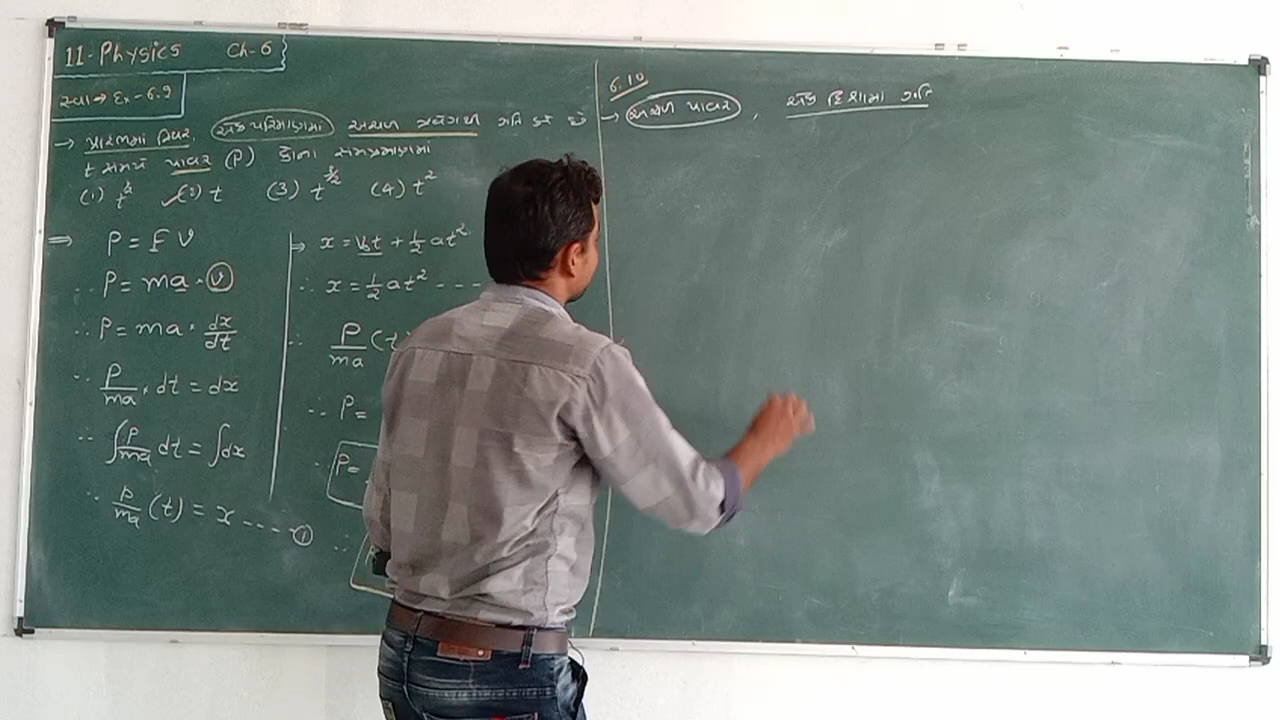 11-Physics Ch-6
સ્વા → Ex-6.9
→ પ્રારંભમાં સ્થિર, એક પરિમાણમાં અચળ પ્રવેગથી ગતિ કરે છે
t સમયે પાવર (P) કોના સમપ્રમાણમાં
(1) t^½ ✓(2) t (3) t^3/2 (4) t²
⇒ P = F V
∴ P = ma · v
∴ P = ma × dx/dt
∴ P/ma × dt = dx
∴ ∫ P/ma dt = ∫ dx
∴ P/ma (t) = x ---- ①
⇒ x = v₀t + ½ at²
∴ x = ½ at² ----
∴ P/ma (t
∴ P =
∴ P =
∴
6.10
→ અચળ પાવર, એક દિશામાં ગતિ